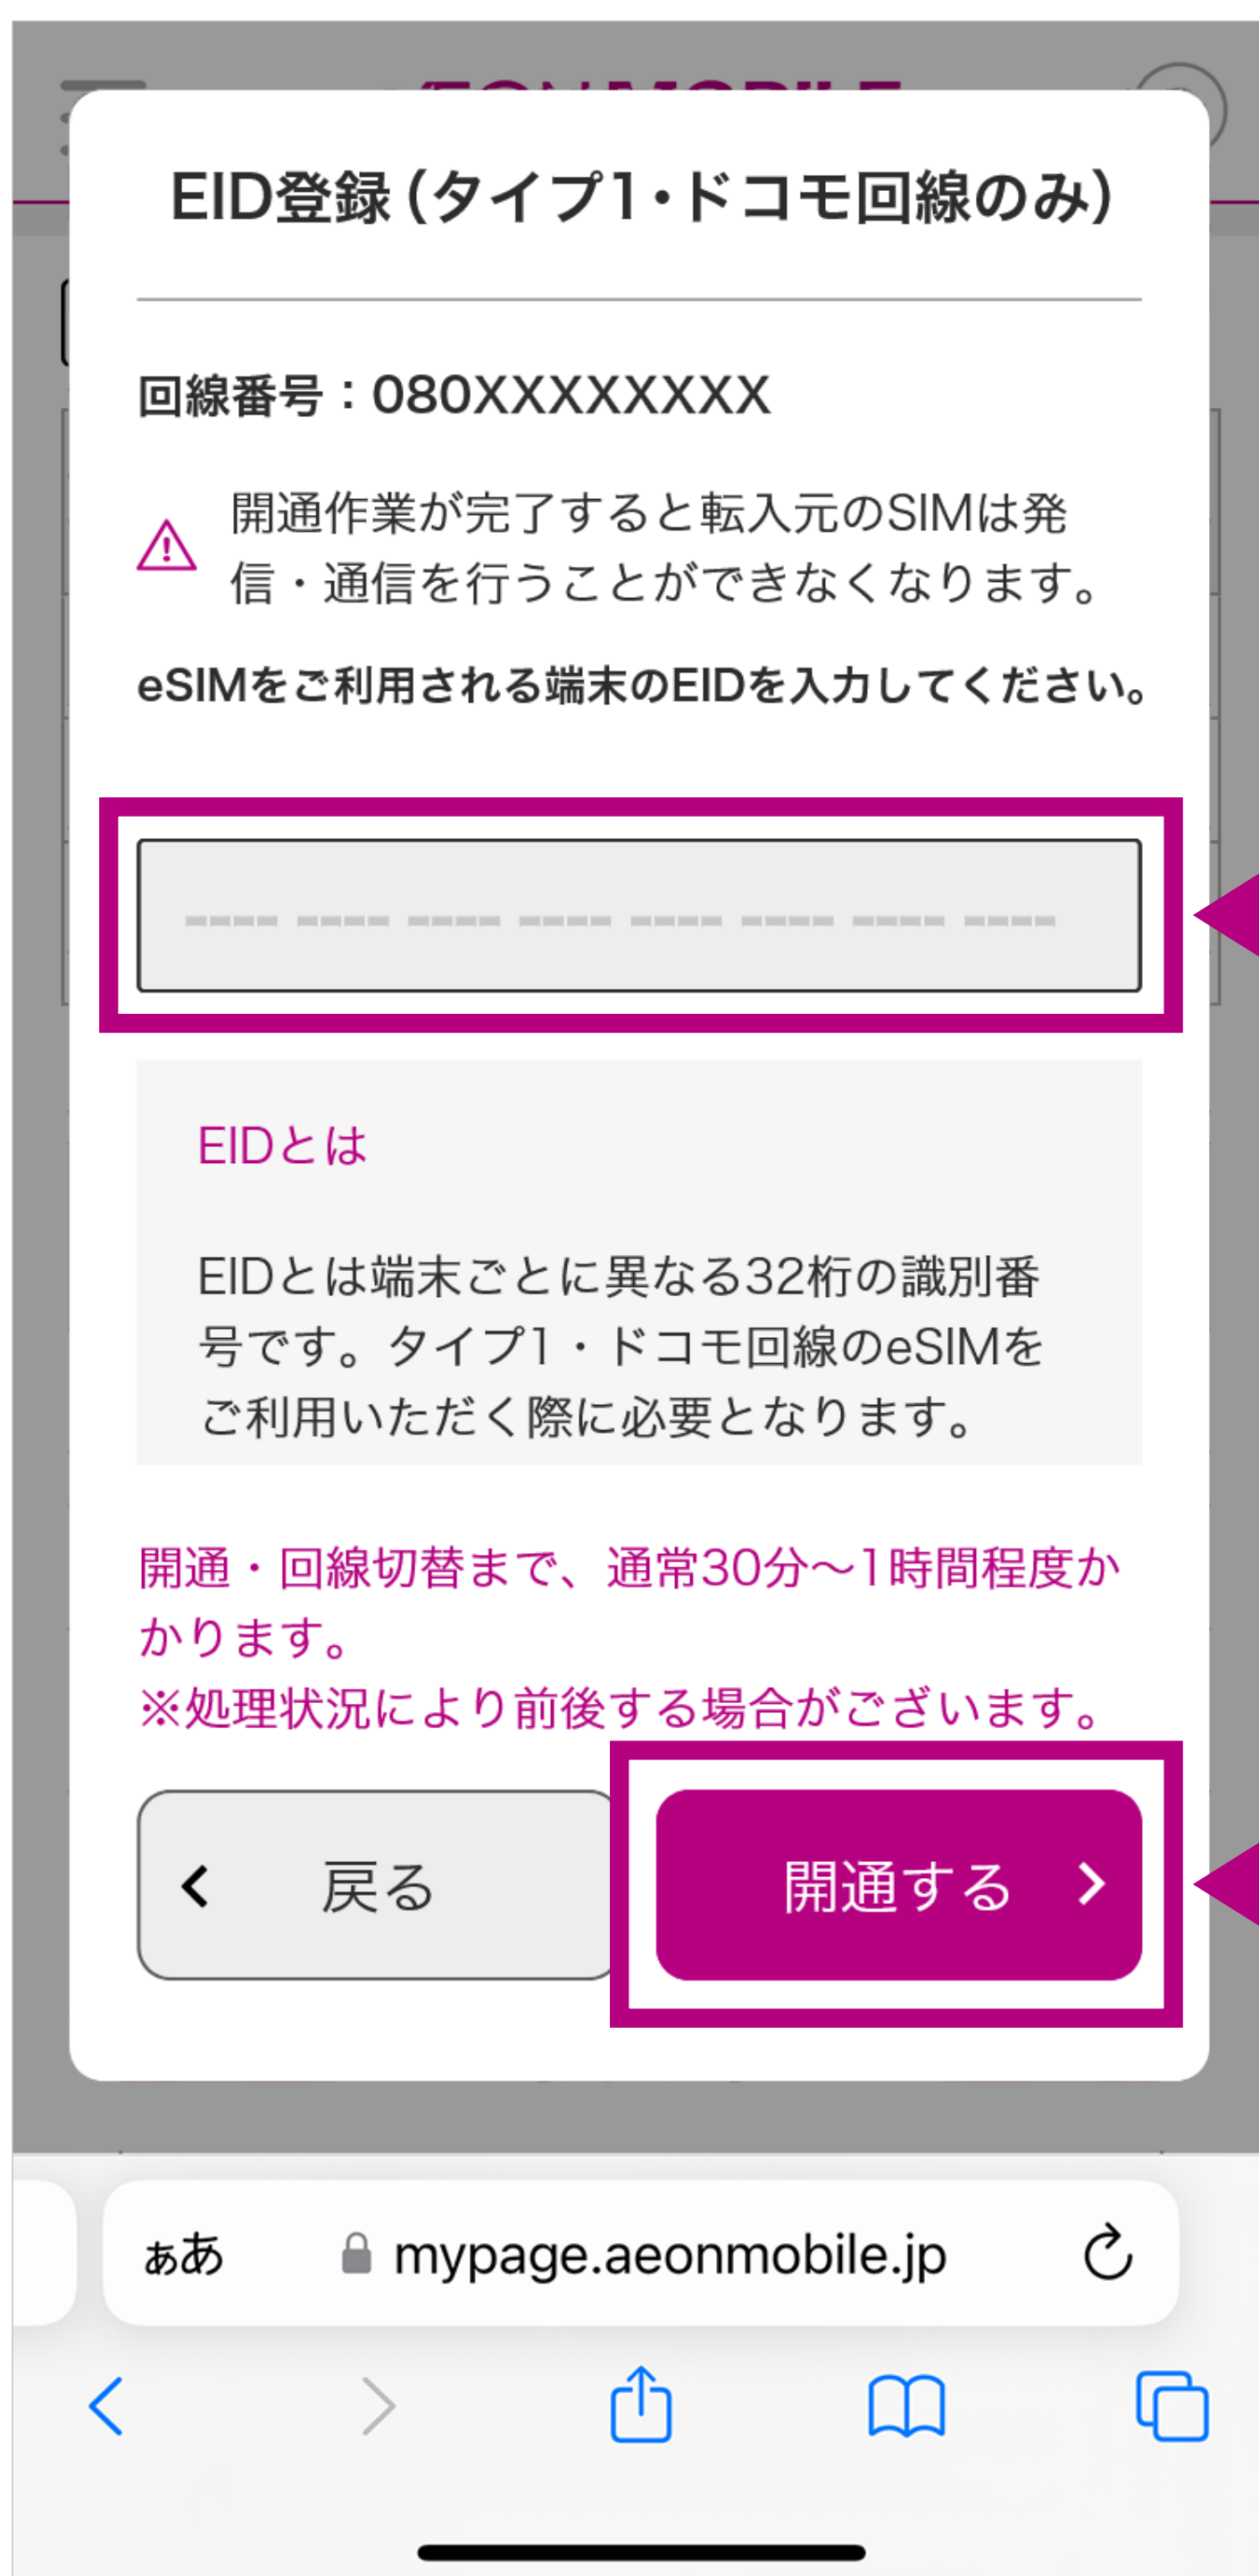 EID登録（タイプ1・ドコモ回線のみ）
回線番号：080XXXXXXXX
開通作業が完了すると転入元のSIMは発
信・通信を行うことができなくなります。
eSIMをご利用される端末のEIDを入力してください。
EIDとは
EIDとは端末ごとに異なる32桁の識別番
号です。タイプ1・ドコモ回線のeSIMを
ご利用いただく際に必要となります。
開通・回線切替まで、通常30分～1時間程度か
かります。
※処理状況により前後する場合がございます。
戻る
開通する
ぁあ mypage.aeonmobile.jp